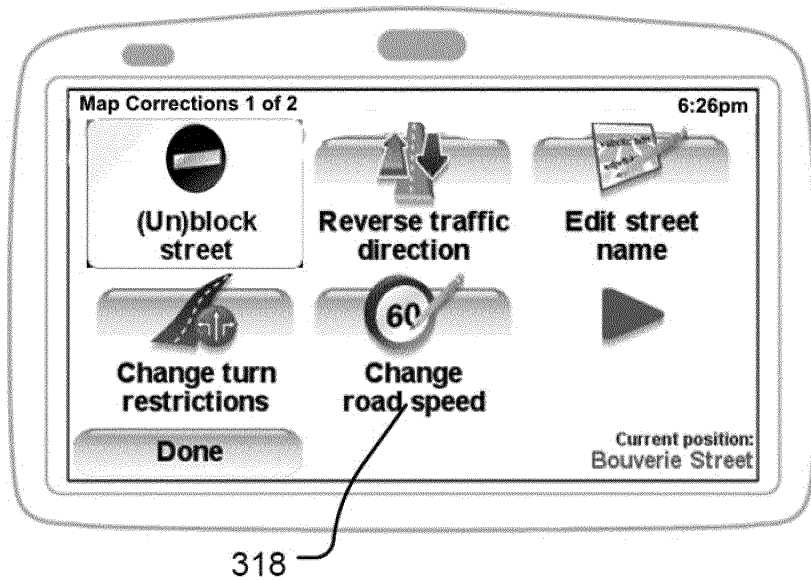 Map Corrections 1 of 2
6:26pm
(Un)block
street
Reverse traffic
direction
Edit street
name
60
Change turn
restrictions
Change
road speed
Done
Current position:
Bouverie Street
318